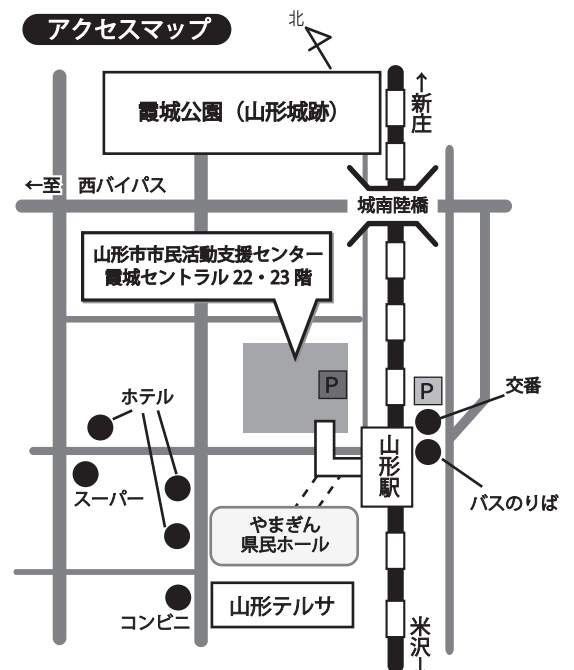 アクセスマップ
北
霞城公園（山形城跡）
↑新庄
←至 西バイパス
城南陸橋
山形市市民活動支援センター
霞城セントラル 22・23 階
P
P
交番
ホテル
山形駅
スーパー
バスのりば
やまぎん
県民ホール
コンビニ
山形テルサ
米沢↓